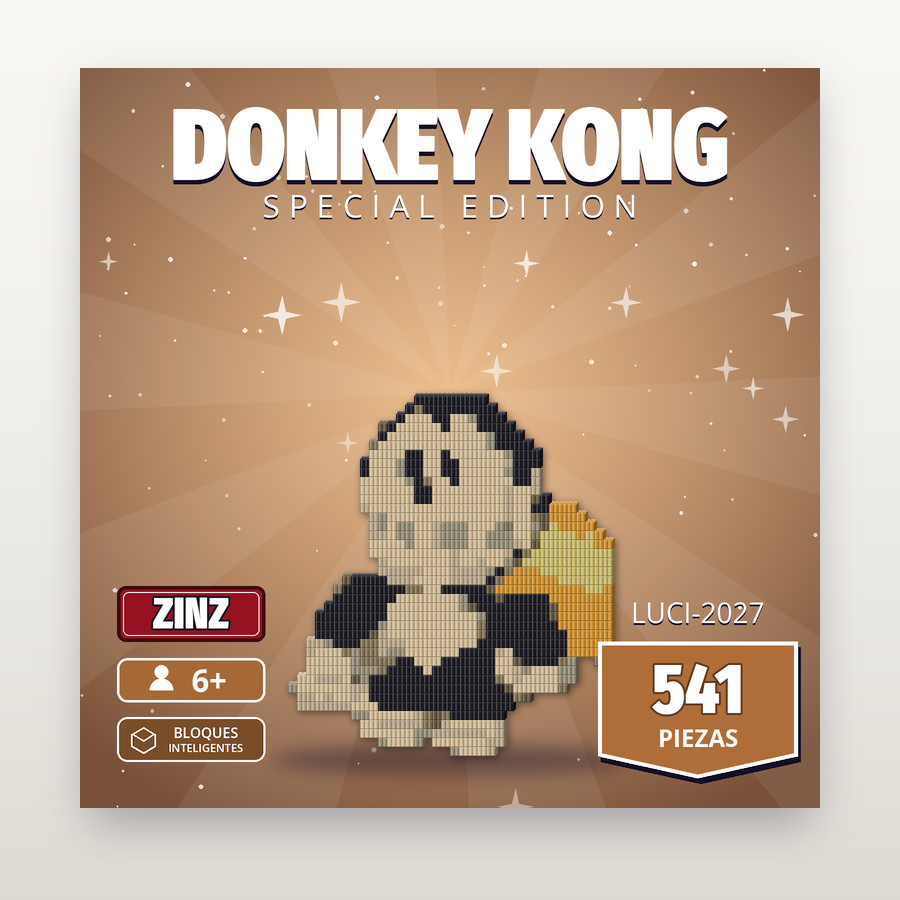 DONKEY KONG
SPECIAL EDITION
ZINZ
6+
BLOQUES
INTELIGENTES
LUCI-2027
541
PIEZAS